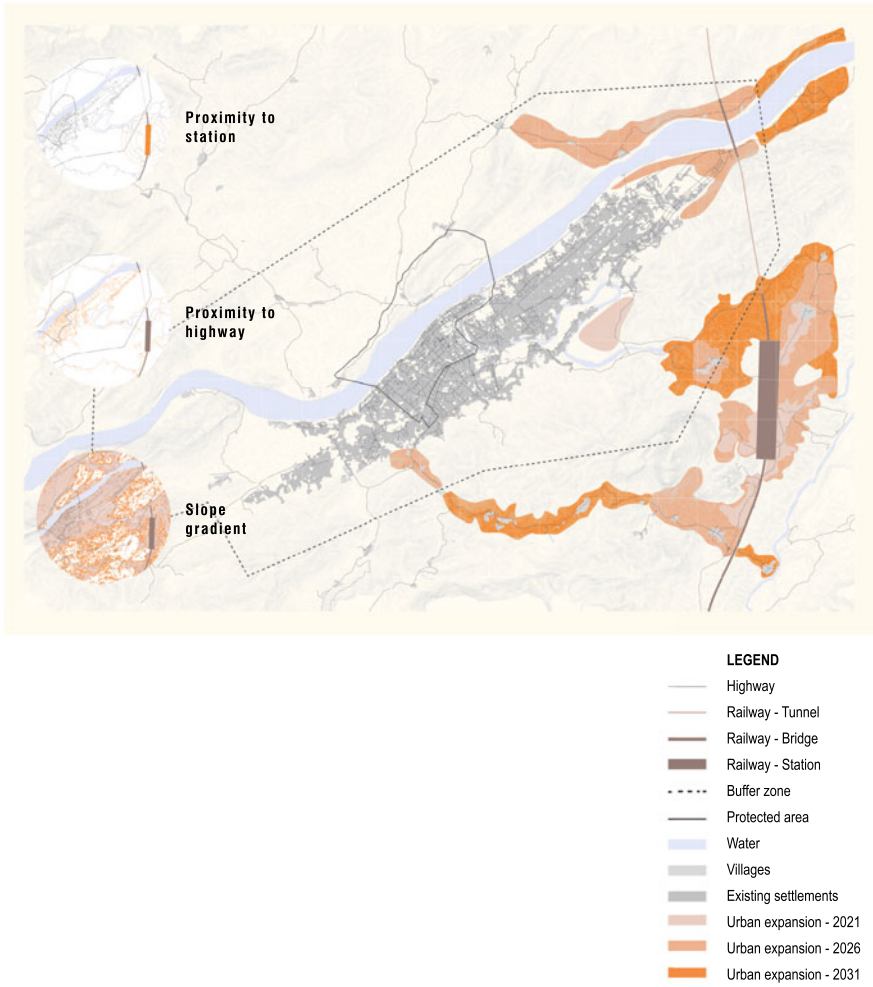 Proximity to
station
Proximity to
highway
Slope
gradient
LEGEND
Highway
Railway - Tunnel
Railway - Bridge
Railway - Station
Buffer zone
Protected area
Water
Villages
Existing settlements
Urban expansion - 2021
Urban expansion - 2026
Urban expansion - 2031